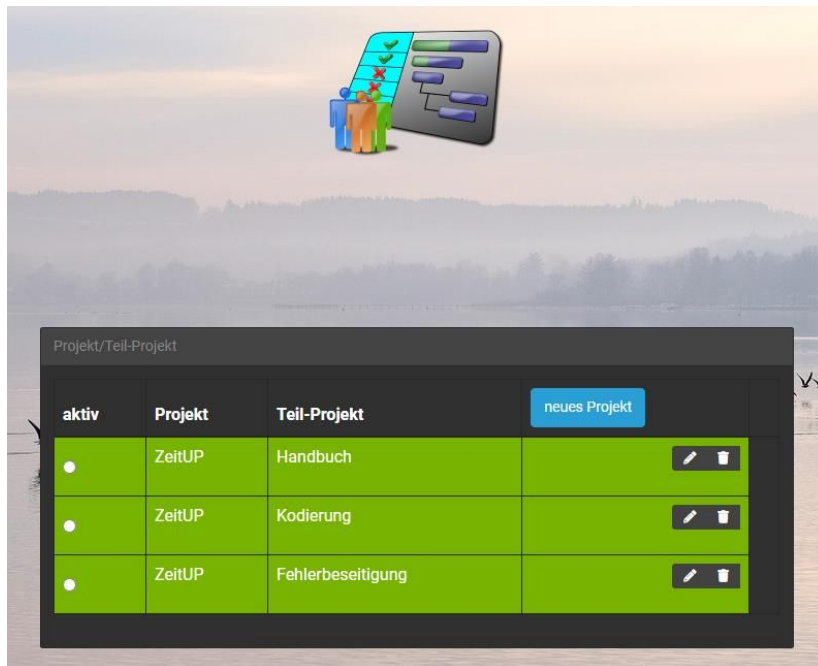 Projekt/Teil-Projekt
aktiv Projekt Teil-Projekt neues Projekt
ZeitUP Handbuch
ZeitUP Kodierung
ZeitUP Fehlerbeseitigung